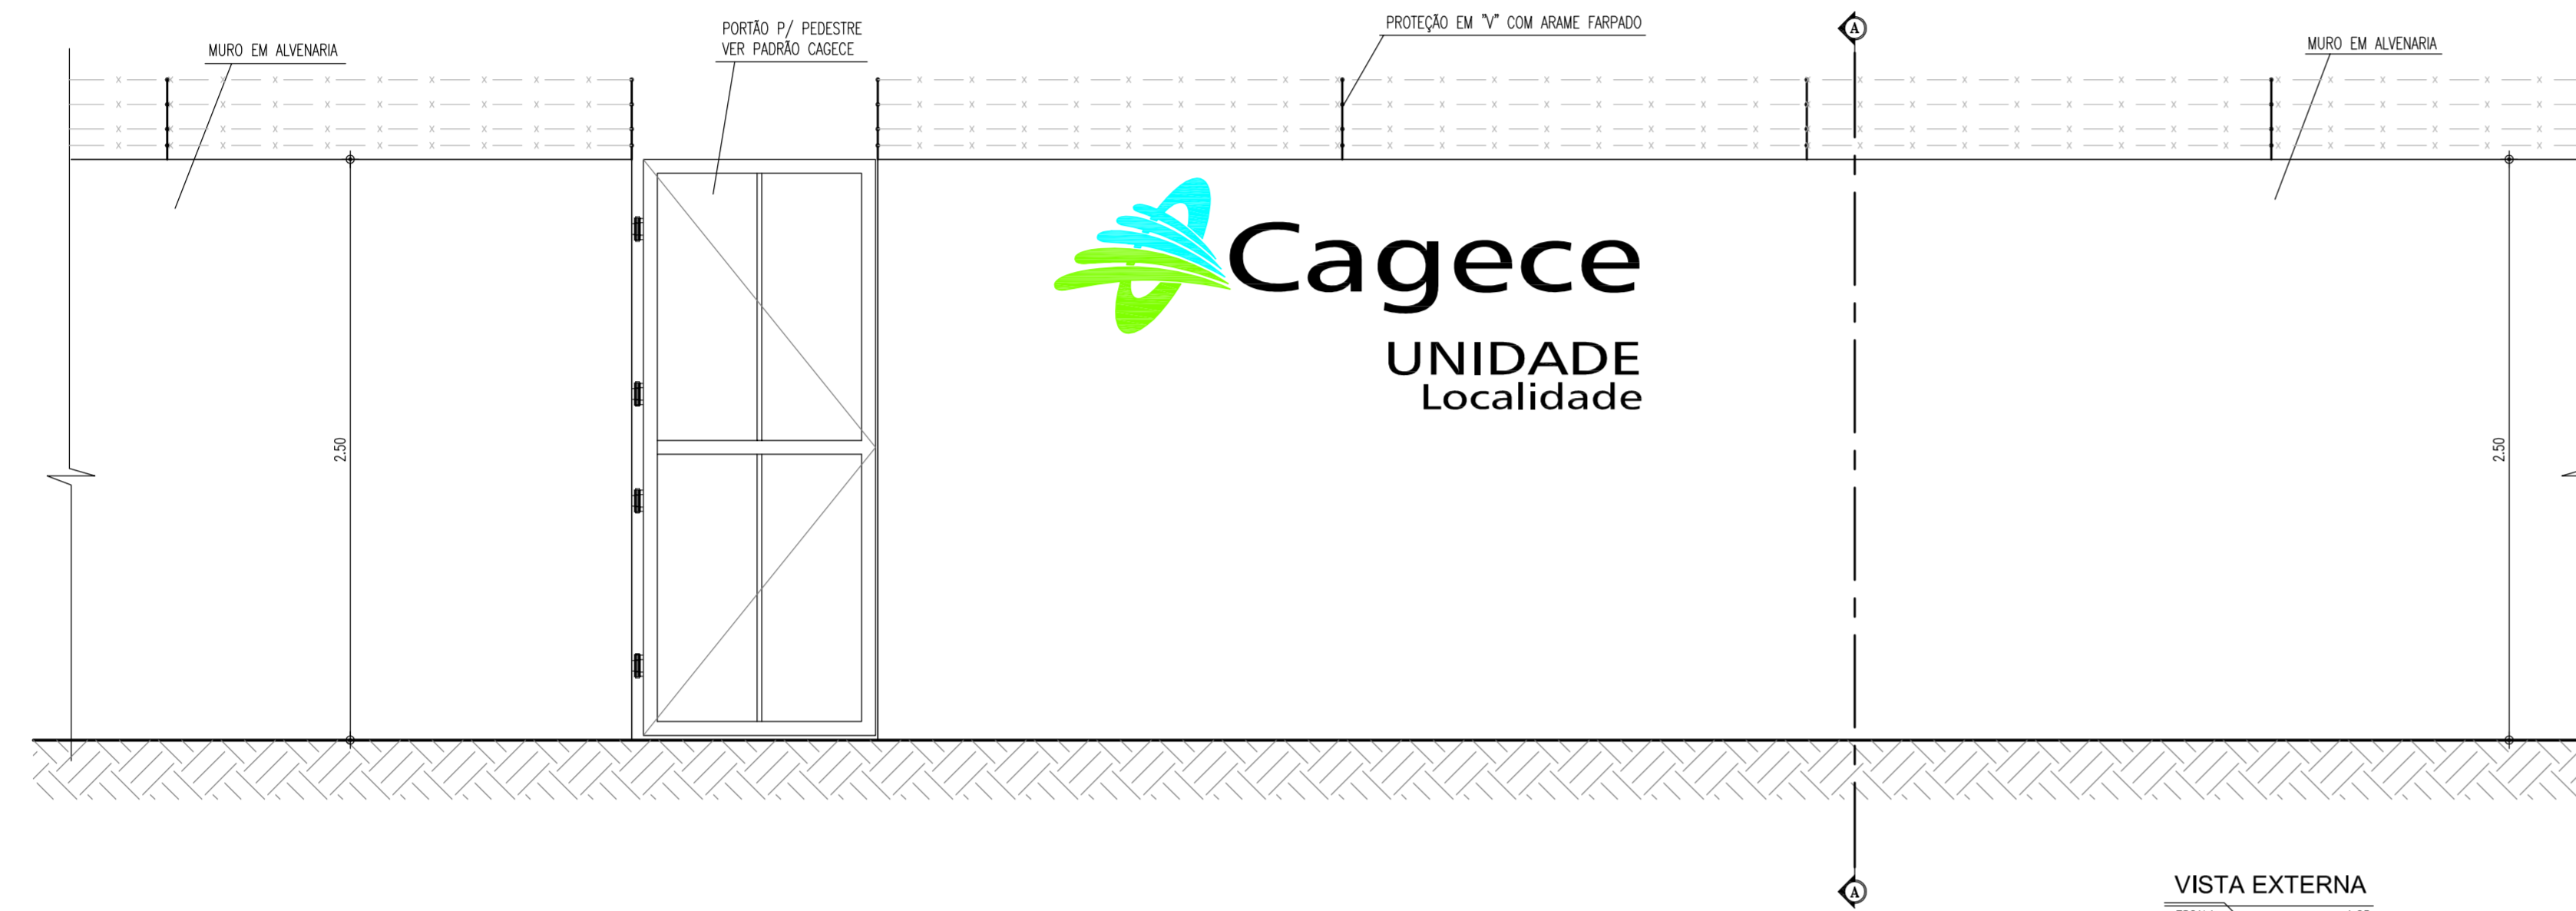 MURO EM ALVENARIA
PORTÃO P/ PEDESTRE
VER PADRÃO CAGECE
PROTEÇÃO EM "V" COM ARAME FARPADO
A
MURO EM ALVENARIA
Cagece
UNIDADE
Localidade
2.50
2.50
A
VISTA EXTERNA